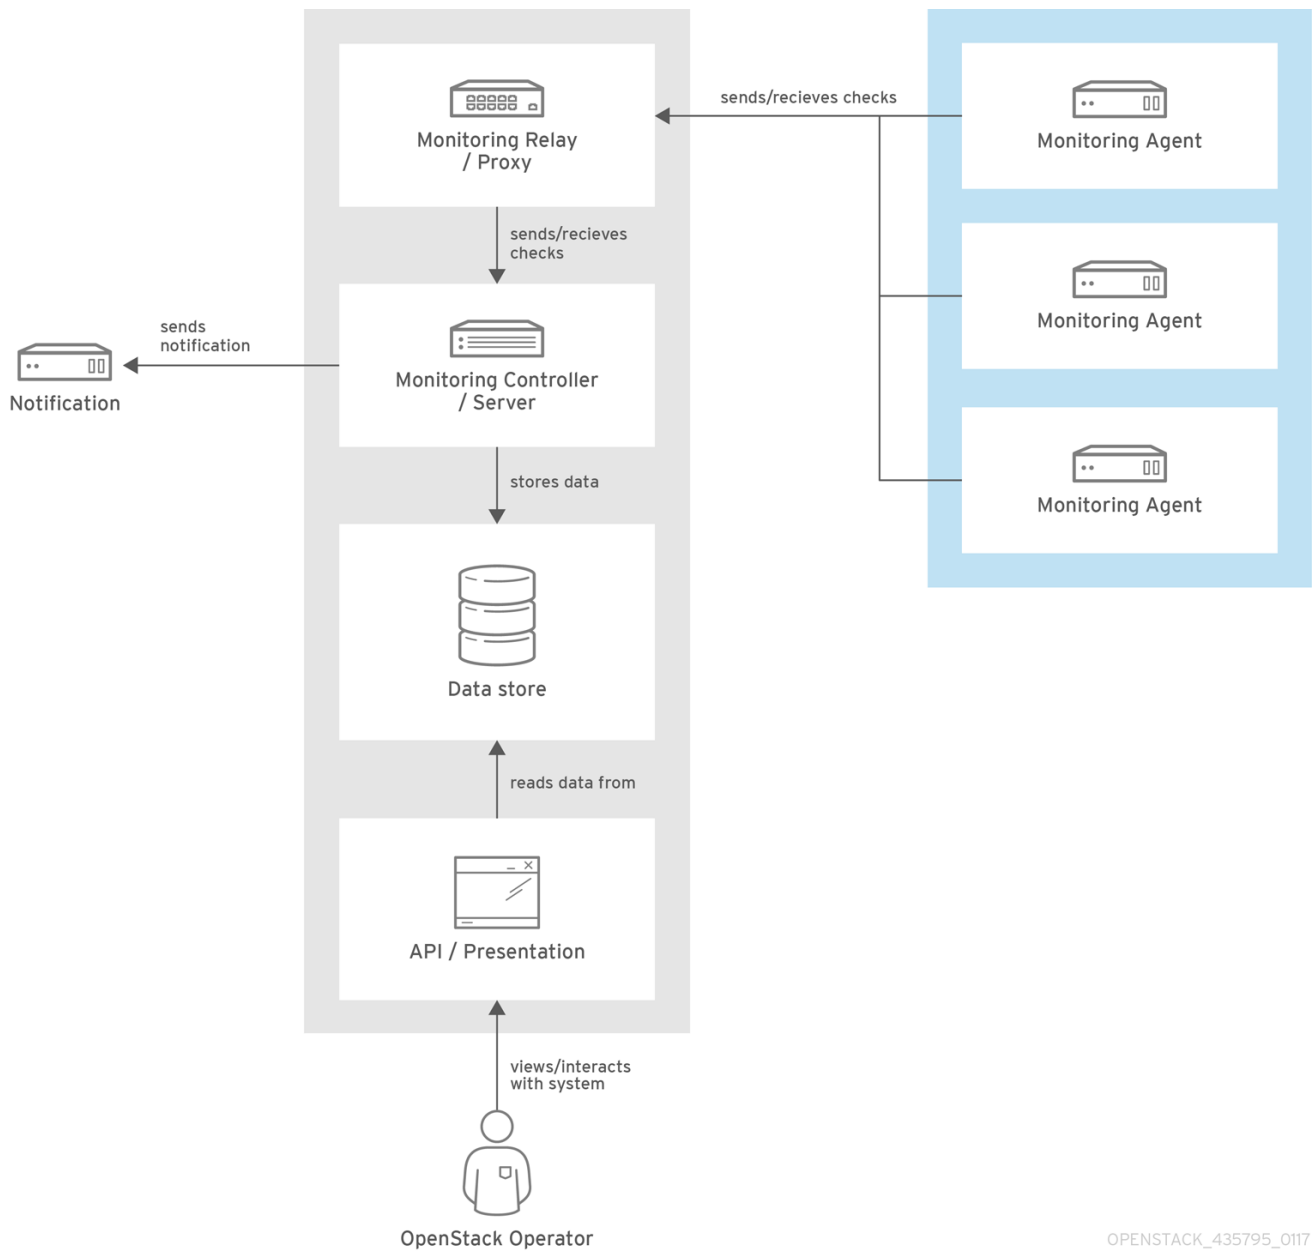 sends/recieves checks
Monitoring Relay
/ Proxy
Monitoring Agent
sends/recieves
checks
Monitoring Agent
sends
notification
Notification
Monitoring Controller
/ Server
Monitoring Agent
stores data
Data store
reads data from
API / Presentation
views/interacts
with system
OpenStack Operator
OPENSTACK_435795_0117